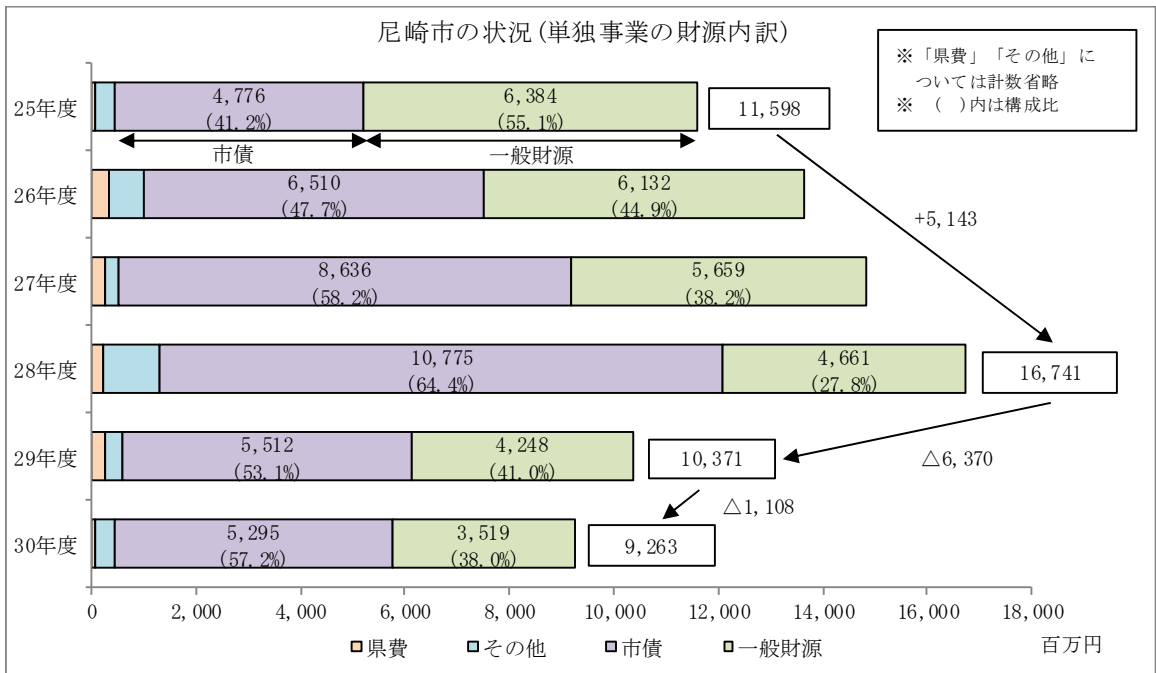 尼崎市の状況(単独事業の財源内訳)
※「県費」「その他」に
ついては計数省略
※ ( )内は構成比
25年度
4,776
(41.2%)
6,384
(55.1%)
11,598
市債
一般財源
26年度
6,510
(47.7%)
6,132
(44.9%)
+5,143
27年度
8,636
(58.2%)
5,659
(38.2%)
28年度
10,775
(64.4%)
4,661
(27.8%)
16,741
29年度
5,512
(53.1%)
4,248
(41.0%)
10,371
△6,370
△1,108
30年度
5,295
(57.2%)
3,519
(38.0%)
9,263
0 2,000 4,000 6,000 8,000 10,000 12,000 14,000 16,000 18,000
県費 その他 市債 一般財源
百万円